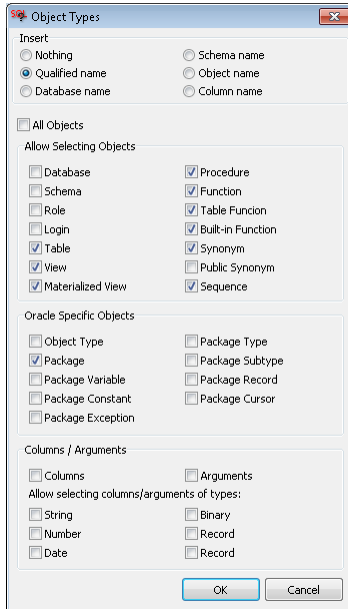 Object Types
Insert
Nothing Schema name
Qualified name Object name
Database name Column name
All Objects
Allow Selecting Objects
Database Procedure
Schema Function
Role Table Funcion
Login Built-in Function
Table Synonym
View Public Synonym
Materialized View Sequence
Oracle Specific Objects
Object Type Package Type
Package Package Subtype
Package Variable Package Record
Package Constant Package Cursor
Package Exception
Columns / Arguments
Columns Arguments
Allow selecting columns/arguments of types:
String Binary
Number Record
Date Record
OK Cancel